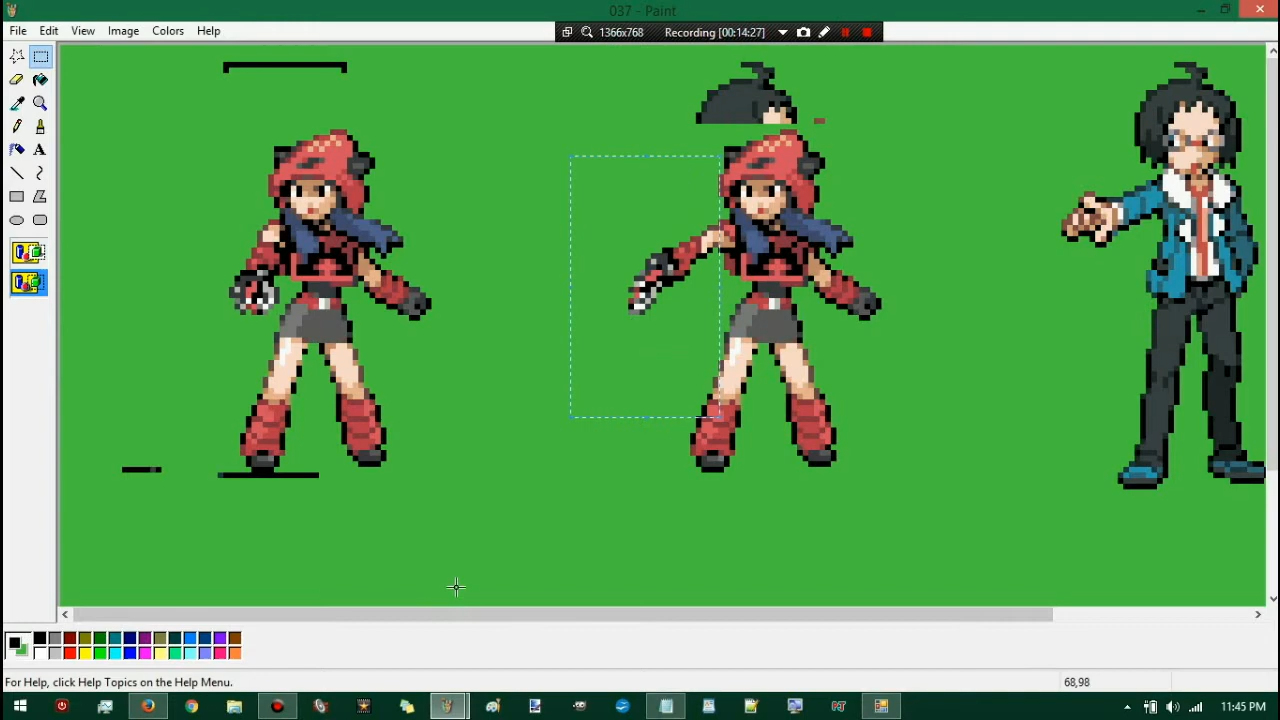 037 - Paint
File Edit View Image Colors Help
1366x768 Recording [00:14:27]
For Help, click Help Topics on the Help Menu.
68,98
11:45 PM